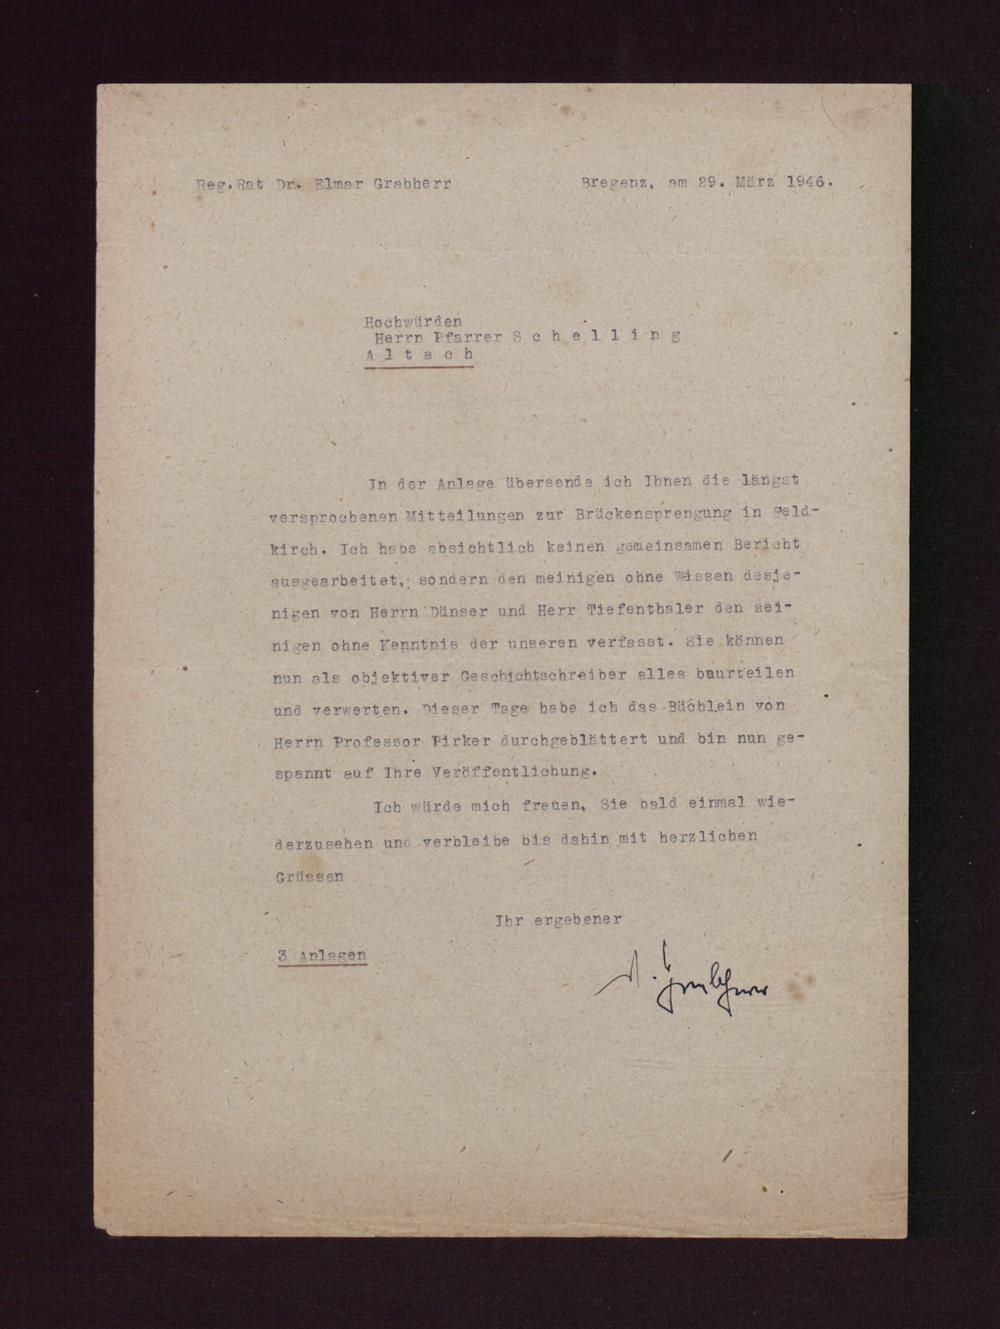 Reg.Rat Dr. Elmar Grabherr
Bregenz, am 29. März 1946.
Hochwürden
Herrn Pfarrer S c h e l l i n g
A l t a c h
In der Anlage übersende ich Ihnen die längst
versprochenen Mitteilungen zur Brückensprengung in Feld-
kirch. Ich habe absichtlich keinen gemeinsamen Bericht
ausgearbeitet, sondern den meinigen ohne Wissen desje-
nigen von Herrn Dünser und Herr Tiefenthaler den sei-
nigen ohne Kenntnis der unseren verfasst. Sie können
nun als objektiver Geschichtschreiber alles baurteilen
und verwerten. Dieser Tage habe ich das Büchlein von
Herrn Professor Pirker durchgeblättert und bin nun ge-
spannt auf Ihre Veröffentlichung.
Ich würde mich freuen, Sie bald einmal wie-
derzusehen und verbleibe bis dahin mit herzlichen
Grüssen
Ihr ergebener
3 Anlagen
Grabherr